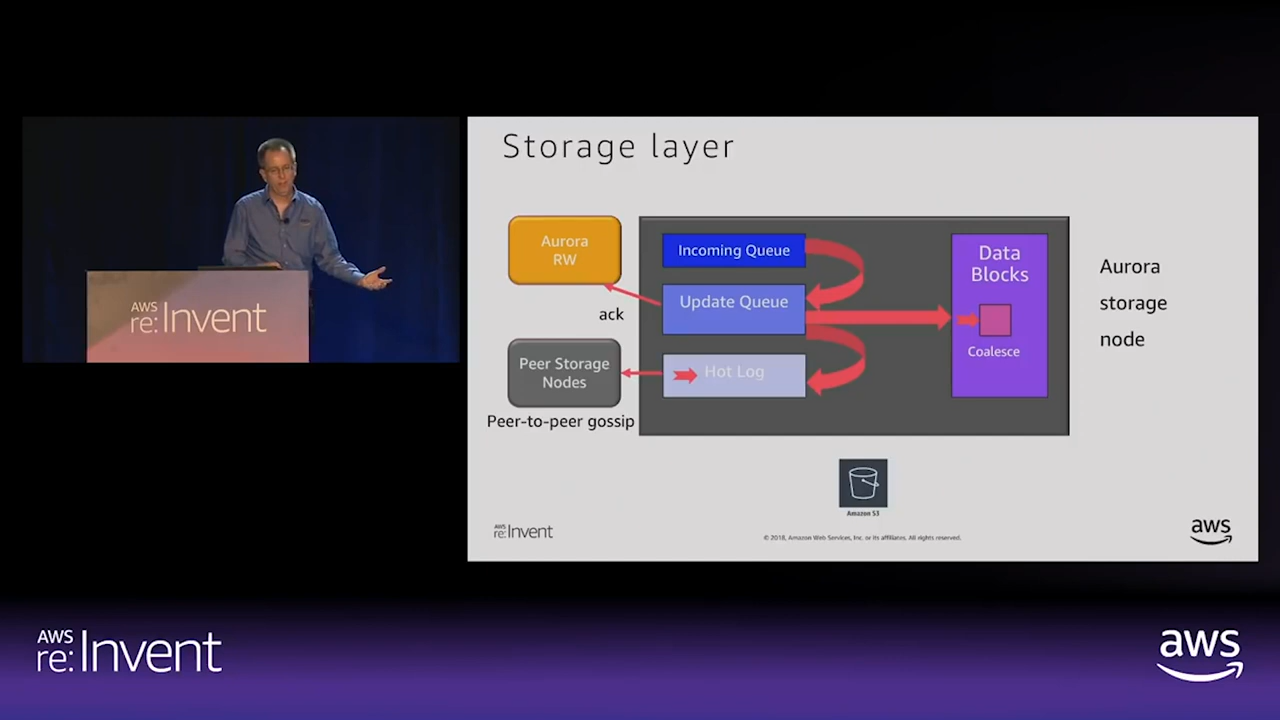 Storage layer
Aurora
RW
Incoming Queue
Update Queue
ack
Peer Storage
Nodes
Hot Log
Peer-to-peer gossip
Data
Blocks
Coalesce
Aurora
storage
node
Amazon S3
AWS
re:Invent
© 2018, Amazon Web Services, Inc. or its affiliates. All rights reserved.
aws
AWS
re:Invent
AWS
re:Invent
aws